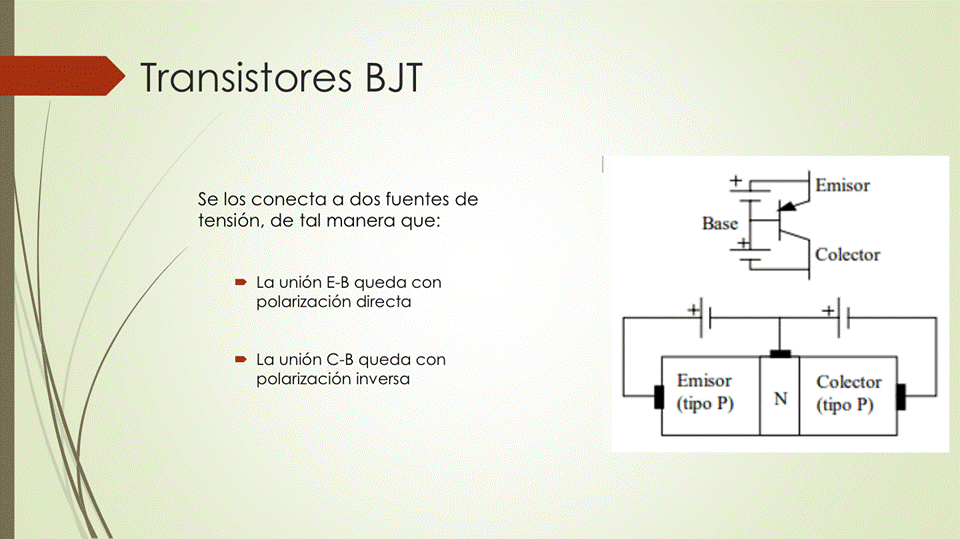 Transistores BJT
Se los conecta a dos fuentes de
tensión, de tal manera que:
La unión E-B queda con
polarización directa
La unión C-B queda con
polarización inversa
+
Emisor
Base
+
Colector
+
+
Emisor
(tipo P)
N
Colector
(tipo P)